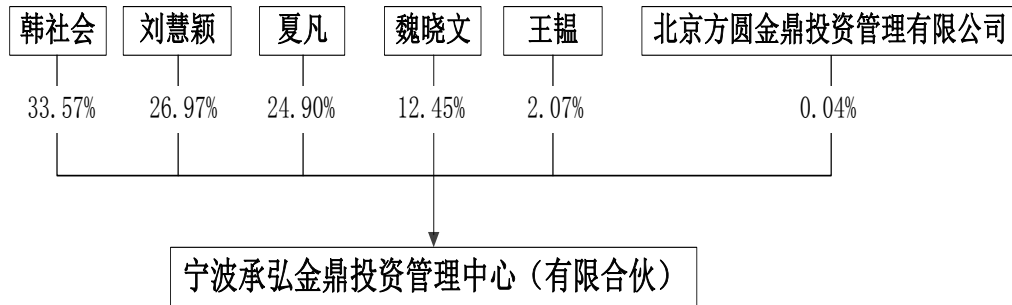 韩社会 刘慧颖 夏凡 魏晓文 王韫 北京方圆金鼎投资管理有限公司
33.57% 26.97% 24.90% 12.45% 2.07% 0.04%
宁波承弘金鼎投资管理中心（有限合伙）